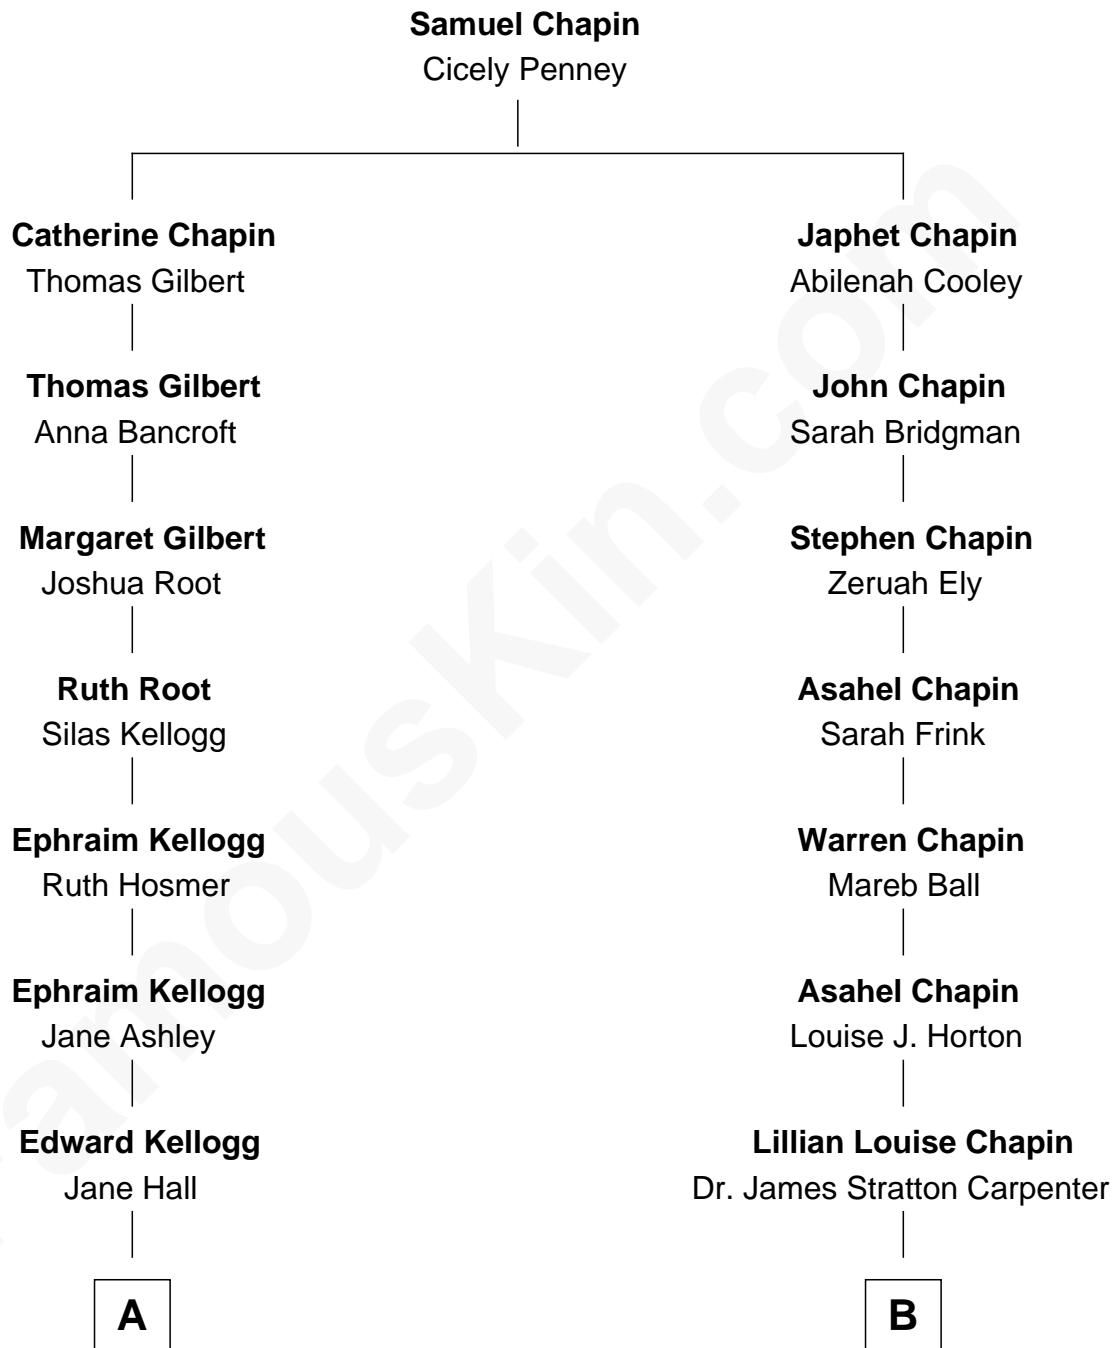 Samuel Chapin
Cicely Penney
Catherine Chapin
Thomas Gilbert
Thomas Gilbert
Anna Bancroft
Margaret Gilbert
Joshua Root
Ruth Root
Silas Kellogg
Ephraim Kellogg
Ruth Hosmer
Ephraim Kellogg
Jane Ashley
Edward Kellogg
Jane Hall
A
Japhet Chapin
Abilenah Cooley
John Chapin
Sarah Bridgman
Stephen Chapin
Zeruah Ely
Asahel Chapin
Sarah Frink
Warren Chapin
Mareb Ball
Asahel Chapin
Louise J. Horton
Lillian Louise Chapin
Dr. James Stratton Carpenter
B
FamousKin.com